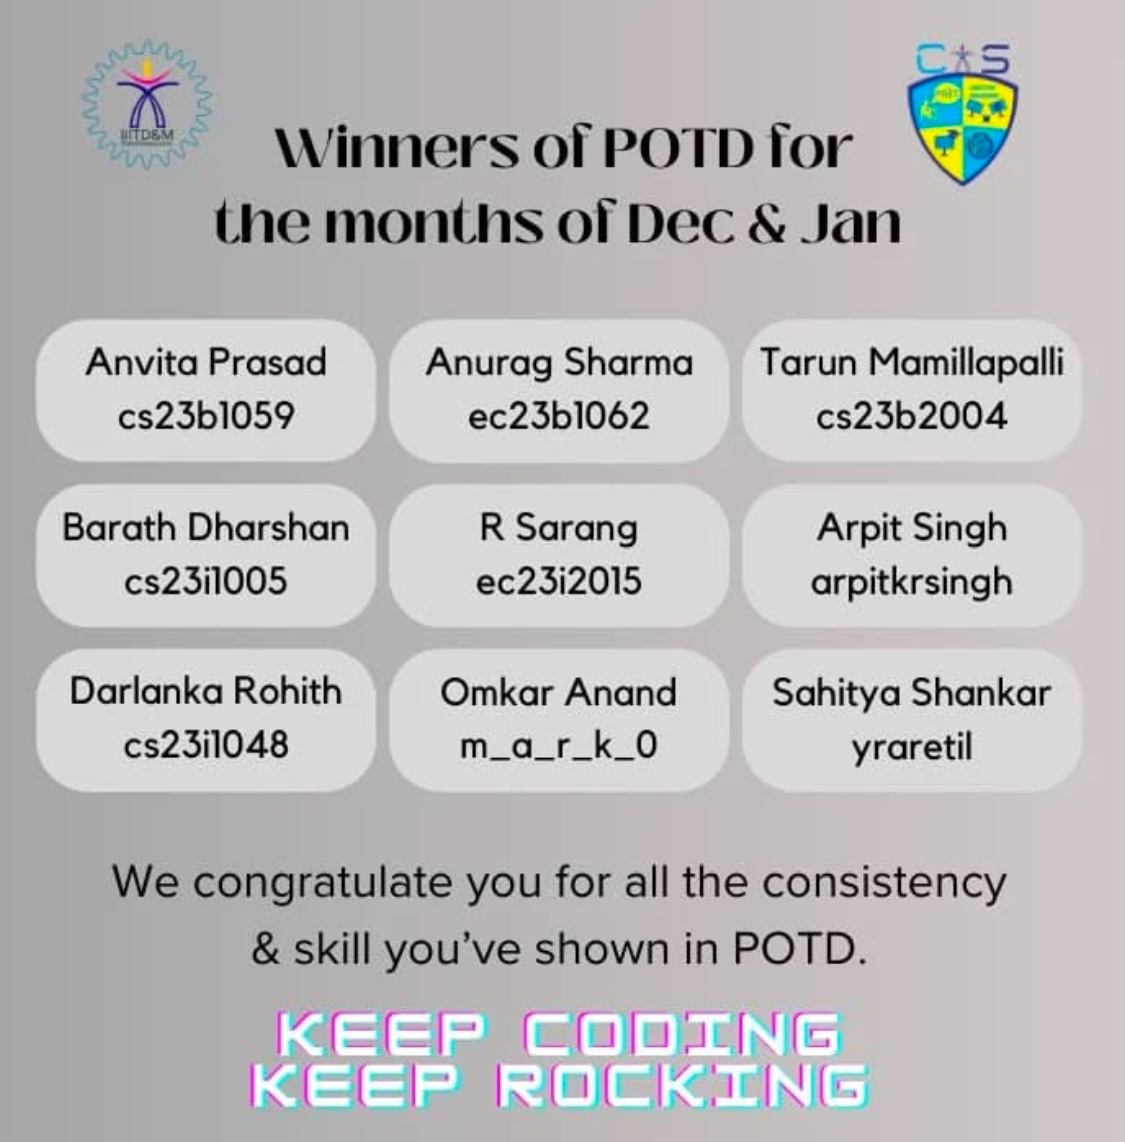 IIITD&M
C S
Winners of POTD for
the months of Dec & Jan
Anvita Prasad
cs23b1059
Anurag Sharma
ec23b1062
Tarun Mamillapalli
cs23b2004
Barath Dharshan
cs23i1005
R Sarang
ec23i2015
Arpit Singh
arpitkrsingh
Darlanka Rohith
cs23i1048
Omkar Anand
m_a_r_k_0
Sahitya Shankar
yraretil
We congratulate you for all the consistency
& skill you’ve shown in POTD.
KEEP CODING
KEEP ROCKING